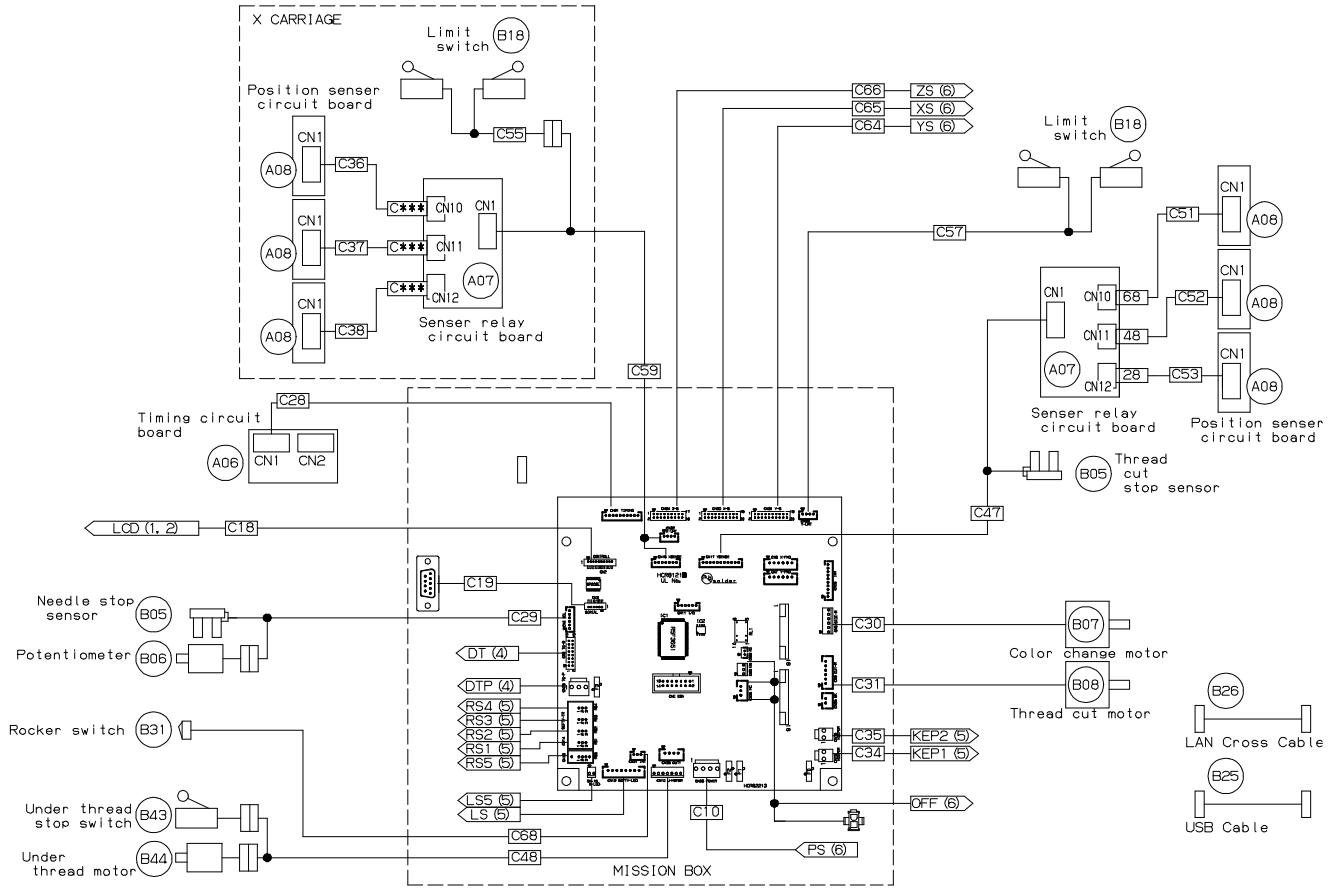 X CARRIAGE
Limit
switch
B18
Position senser
circuit board
CN1
A08
C36
C55
CN1
A08
C37
CN1
A08
C38
C***
CN10
C***
CN11
C***
CN12
CN1
A07
Senser relay
circuit board
C66
ZS (6)
C65
XS (6)
C64
YS (6)
Limit
switch
B18
C57
C51
CN1
A08
C52
CN1
A08
C53
CN1
A08
CN1
CN10
68
CN11
48
CN12
28
A07
Senser relay
circuit board
Position senser
circuit board
C59
C28
Timing circuit
board
CN1
CN2
A06
B05
Thread
cut
stop sensor
C47
LCD (1, 2)
C18
C19
Needle stop
sensor
B05
C29
Potentiometer
B06
DT (4)
DTP (4)
RS4 (5)
RS3 (5)
RS2 (5)
RS1 (5)
RS5 (5)
Rocker switch
B31
LS5 (5)
LS (5)
Under thread
stop switch
B43
C68
Under
thread motor
B44
C48
C10
PS (6)
OFF (6)
C30
B07
Color change motor
C31
B08
Thread cut motor
C35
KEP2 (5)
C34
KEP1 (5)
B26
LAN Cross Cable
B25
USB Cable
MISSION BOX